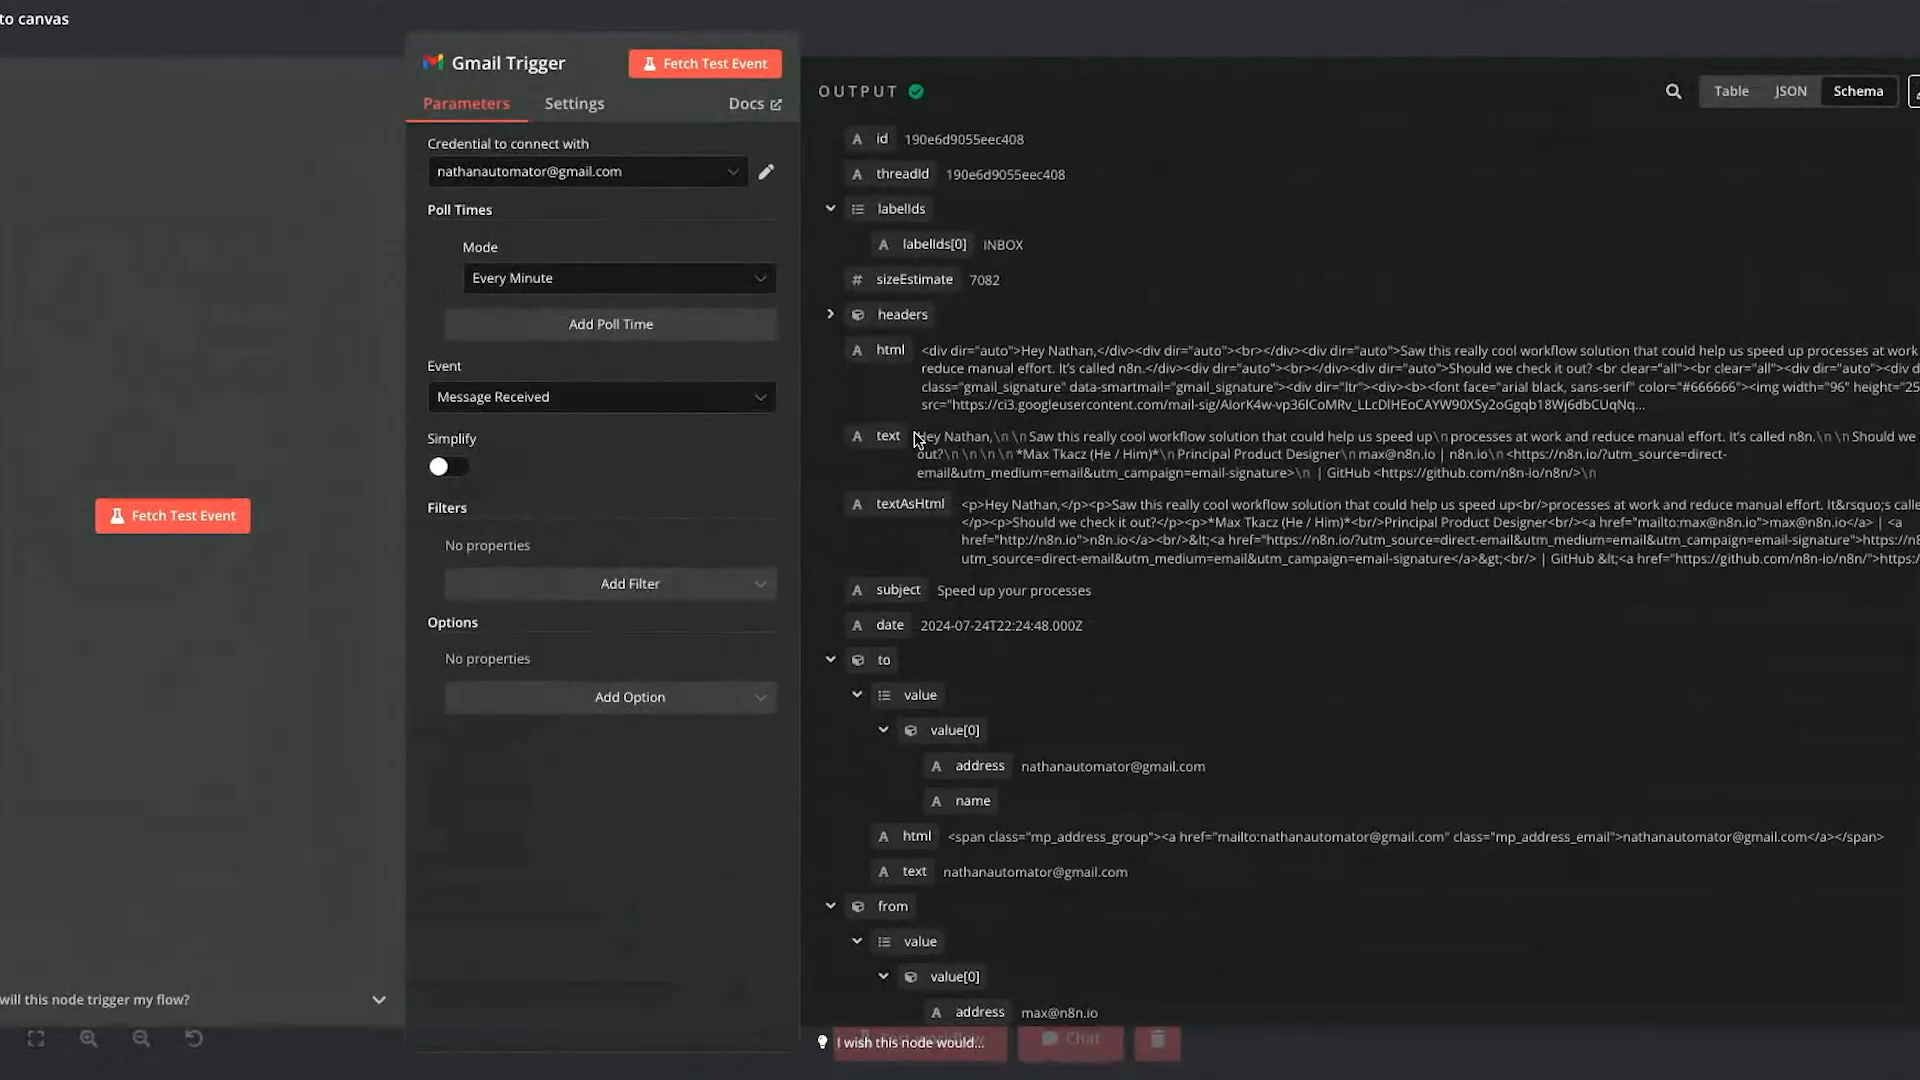 to canvas
Gmail Trigger
Fetch Test Event
Parameters
Settings
Docs
Credential to connect with
nathanautomator@gmail.com
Poll Times
Mode
Every Minute
Add Poll Time
Event
Message Received
Simplify
Filters
No properties
Add Filter
Options
No properties
Add Option
Fetch Test Event
will this node trigger my flow?
OUTPUT
Table
JSON
Schema
A id 190e6d9055eec408
A threadId 190e6d9055eec408
labelIds
A labelIds[0] INBOX
# sizeEstimate 7082
headers
A html <div dir="auto">Hey Nathan,</div><div dir="auto"><br></div><div dir="auto">Saw this really cool workflow solution that could help us speed up processes at work
reduce manual effort. It's called n8n.</div><div dir="auto"><br></div><div dir="auto">Should we check it out? <br clear="all"><br clear="all"><div dir="auto"><div d
class="gmail_signature" data-smartmail="gmail_signature"><div dir="ltr"><div><b><font face="arial black, sans-serif" color="#666666"><img width="96" height="25
src="https://ci3.googleusercontent.com/mail-sig/AIorK4w-vp36lCoMRv_LLcDIHEoCAYW90XSy2oGgqb18Wj6dbCUqNq...
A text Hey Nathan,\n\nSaw this really cool workflow solution that could help us speed up\nprocesses at work and reduce manual effort. It's called n8n.\n\nShould we
out?\n\n\n\n*Max Tkacz (He / Him)*\nPrincipal Product Designer\nmax@n8n.io | n8n.io\n<https://n8n.io/?utm_source=direct-
email&utm_medium=email&utm_campaign=email-signature>\n | GitHub <https://github.com/n8n-io/n8n/>\n
A textAsHtml <p>Hey Nathan,</p><p>Saw this really cool workflow solution that could help us speed up<br/>processes at work and reduce manual effort. It&rsquo;s calle
</p><p>Should we check it out?</p><p>*Max Tkacz (He / Him)*<br/>Principal Product Designer<br/><a href="mailto:max@n8n.io">max@n8n.io</a> | <a
href="http://n8n.io">n8n.io</a><br/>&lt;<a href="https://n8n.io/?utm_source=direct-email&utm_medium=email&utm_campaign=email-signature">https://n8
utm_source=direct-email&utm_medium=email&utm_campaign=email-signature</a>&gt;<br/> | GitHub &lt;<a href="https://github.com/n8n-io/n8n/">https:/
A subject Speed up your processes
A date 2024-07-24T22:24:48.000Z
to
value
value[0]
A address nathanautomator@gmail.com
A name
A html <span class="mp_address_group"><a href="mailto:nathanautomator@gmail.com" class="mp_address_email">nathanautomator@gmail.com</a></span>
A text nathanautomator@gmail.com
from
value
value[0]
A address max@n8n.io
I wish this node would...
Chat